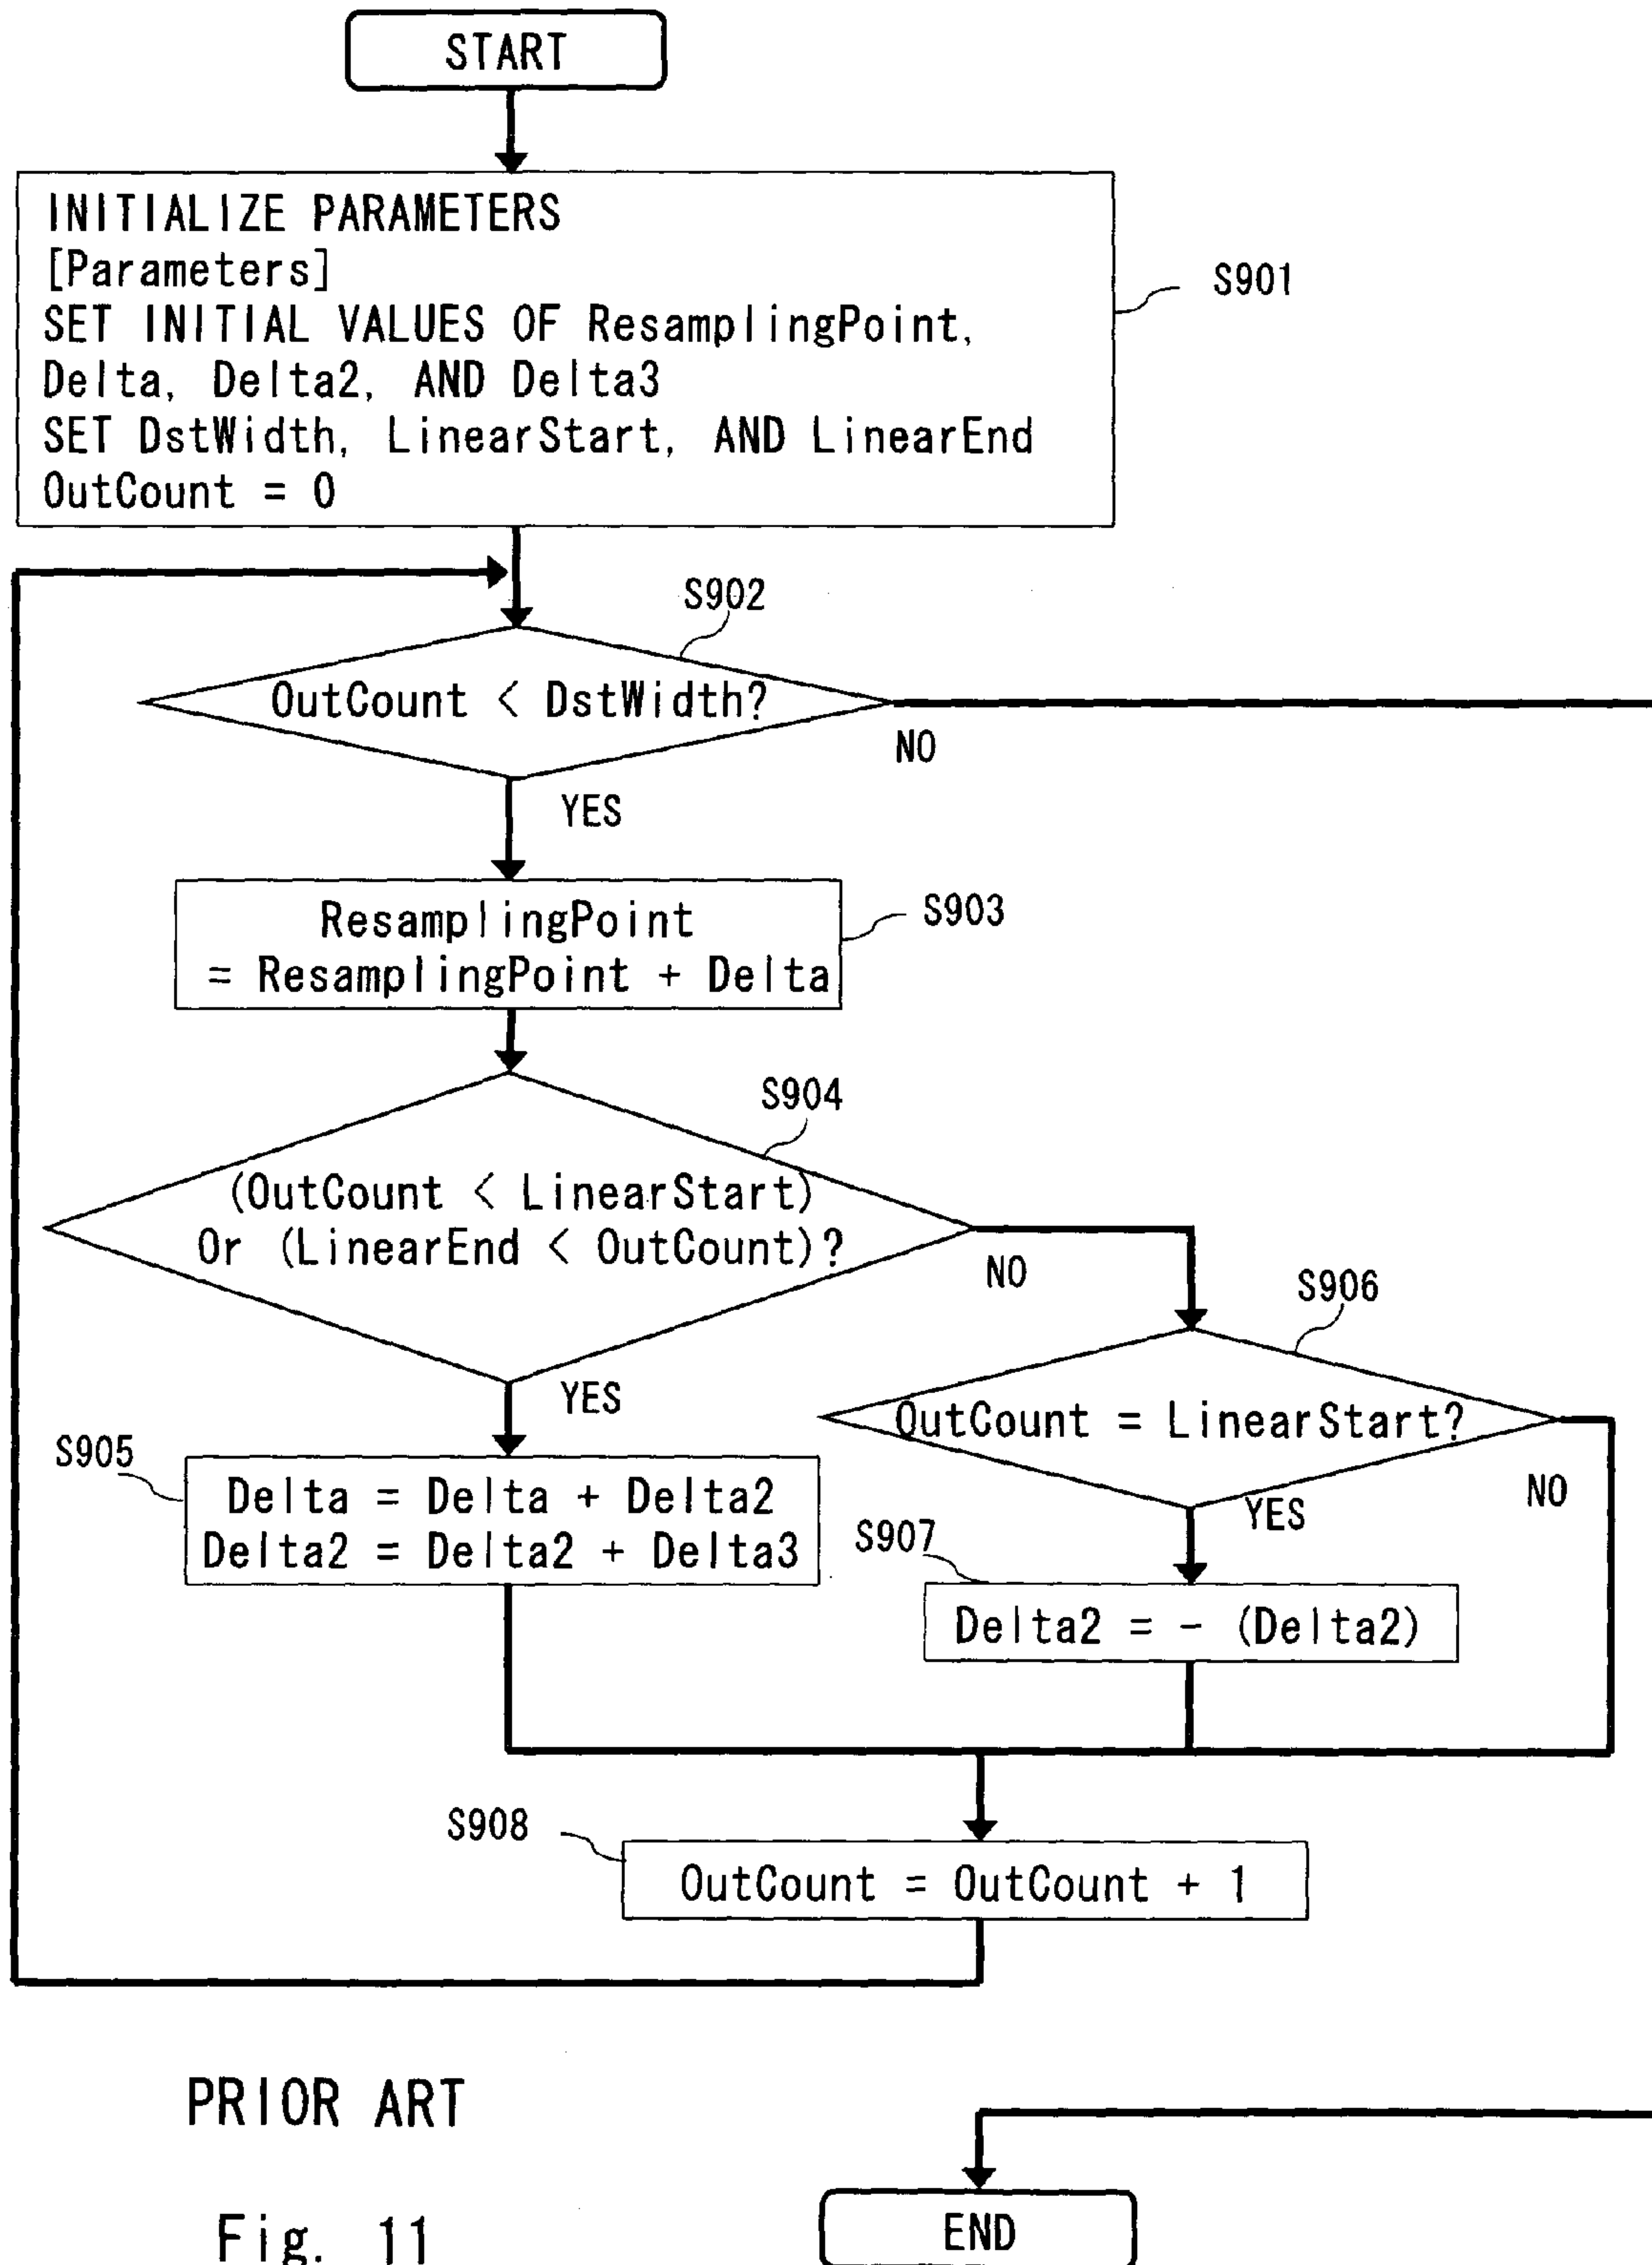 START
INITIALIZE PARAMETERS
[Parameters]
SET INITIAL VALUES OF ResamplingPoint,
Delta, Delta2, AND Delta3
SET DstWidth, LinearStart, AND LinearEnd
OutCount = 0
S901
S902
OutCount < DstWidth?
NO
YES
ResamplingPoint
= ResamplingPoint + Delta
S903
S904
(OutCount < LinearStart)
Or (LinearEnd < OutCount)?
NO
YES
S906
OutCount = LinearStart?
NO
YES
S905
Delta = Delta + Delta2
Delta2 = Delta2 + Delta3
S907
Delta2 = - (Delta2)
S908
OutCount = OutCount + 1
PRIOR ART
END
Fig. 11